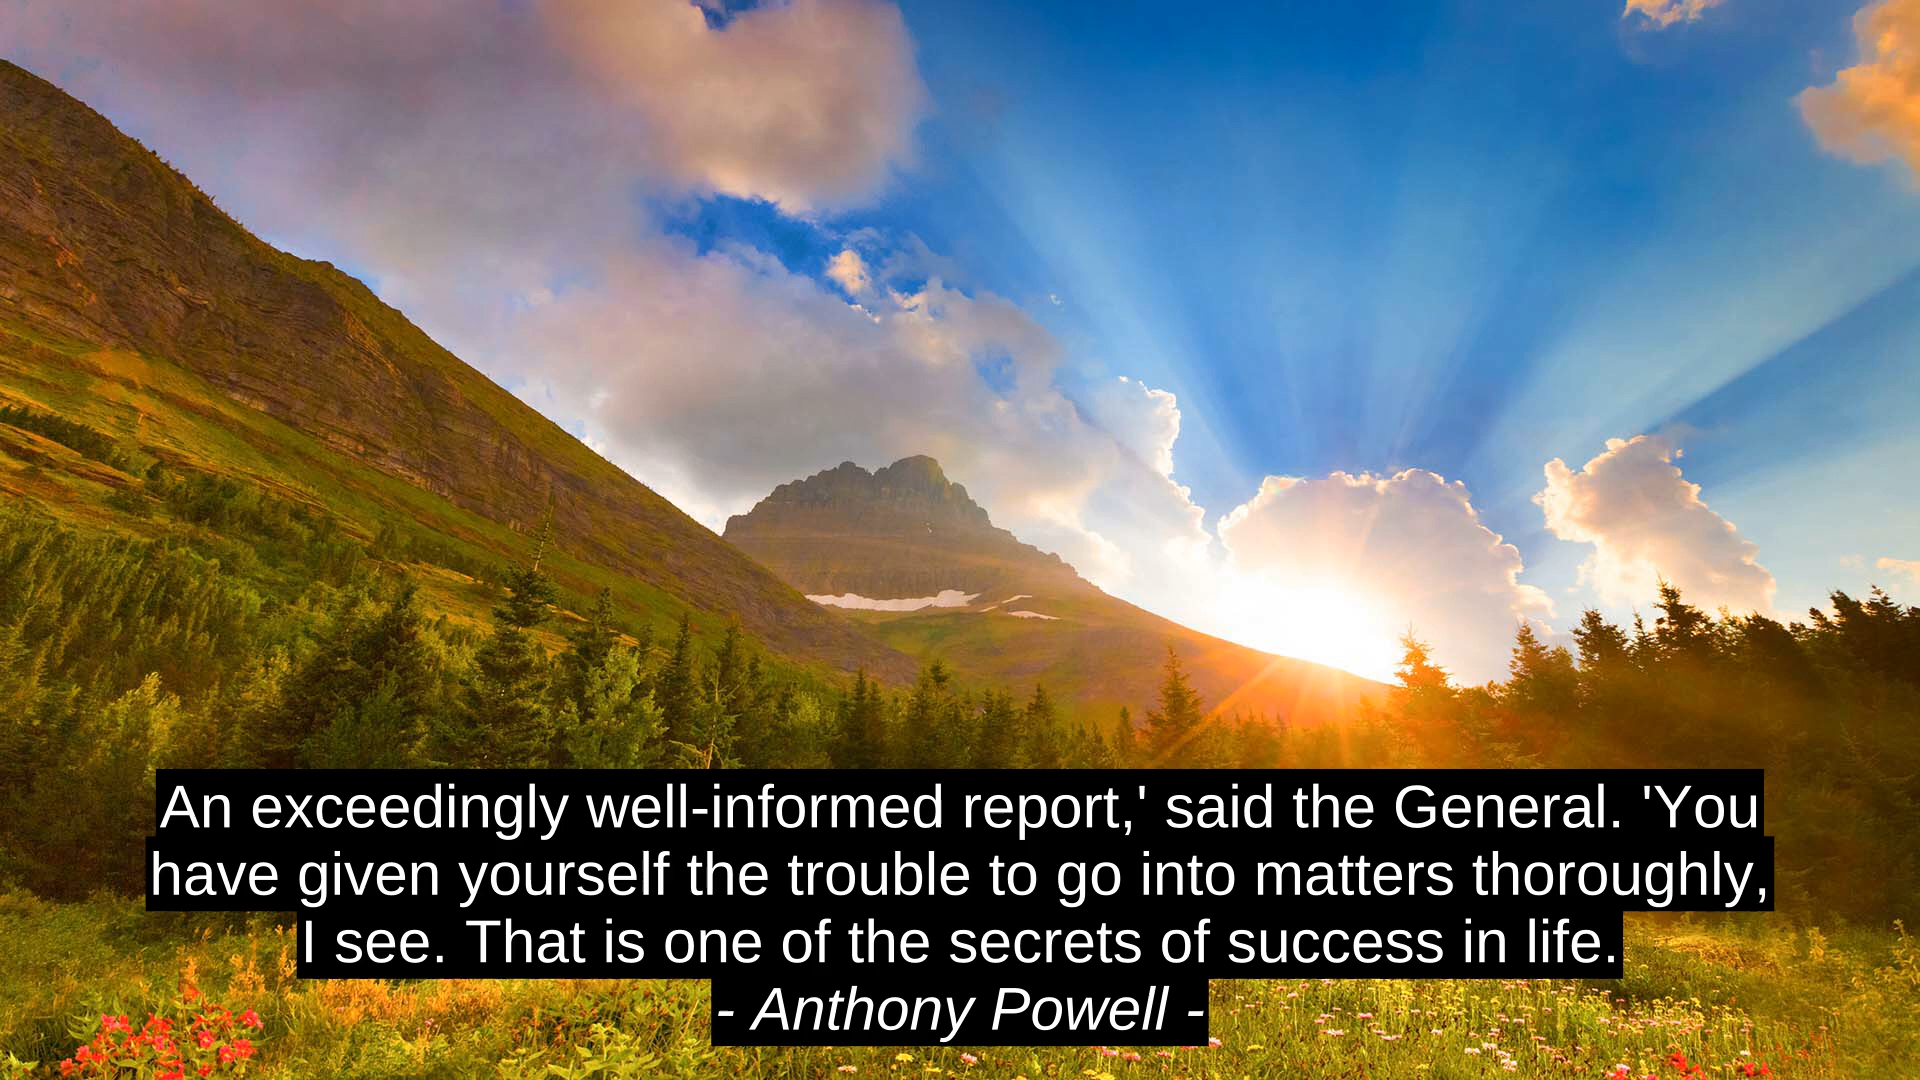 An exceedingly well-informed report,' said the General. 'You
have given yourself the trouble to go into matters thoroughly,
I see. That is one of the secrets of success in life.
- Anthony Powell -